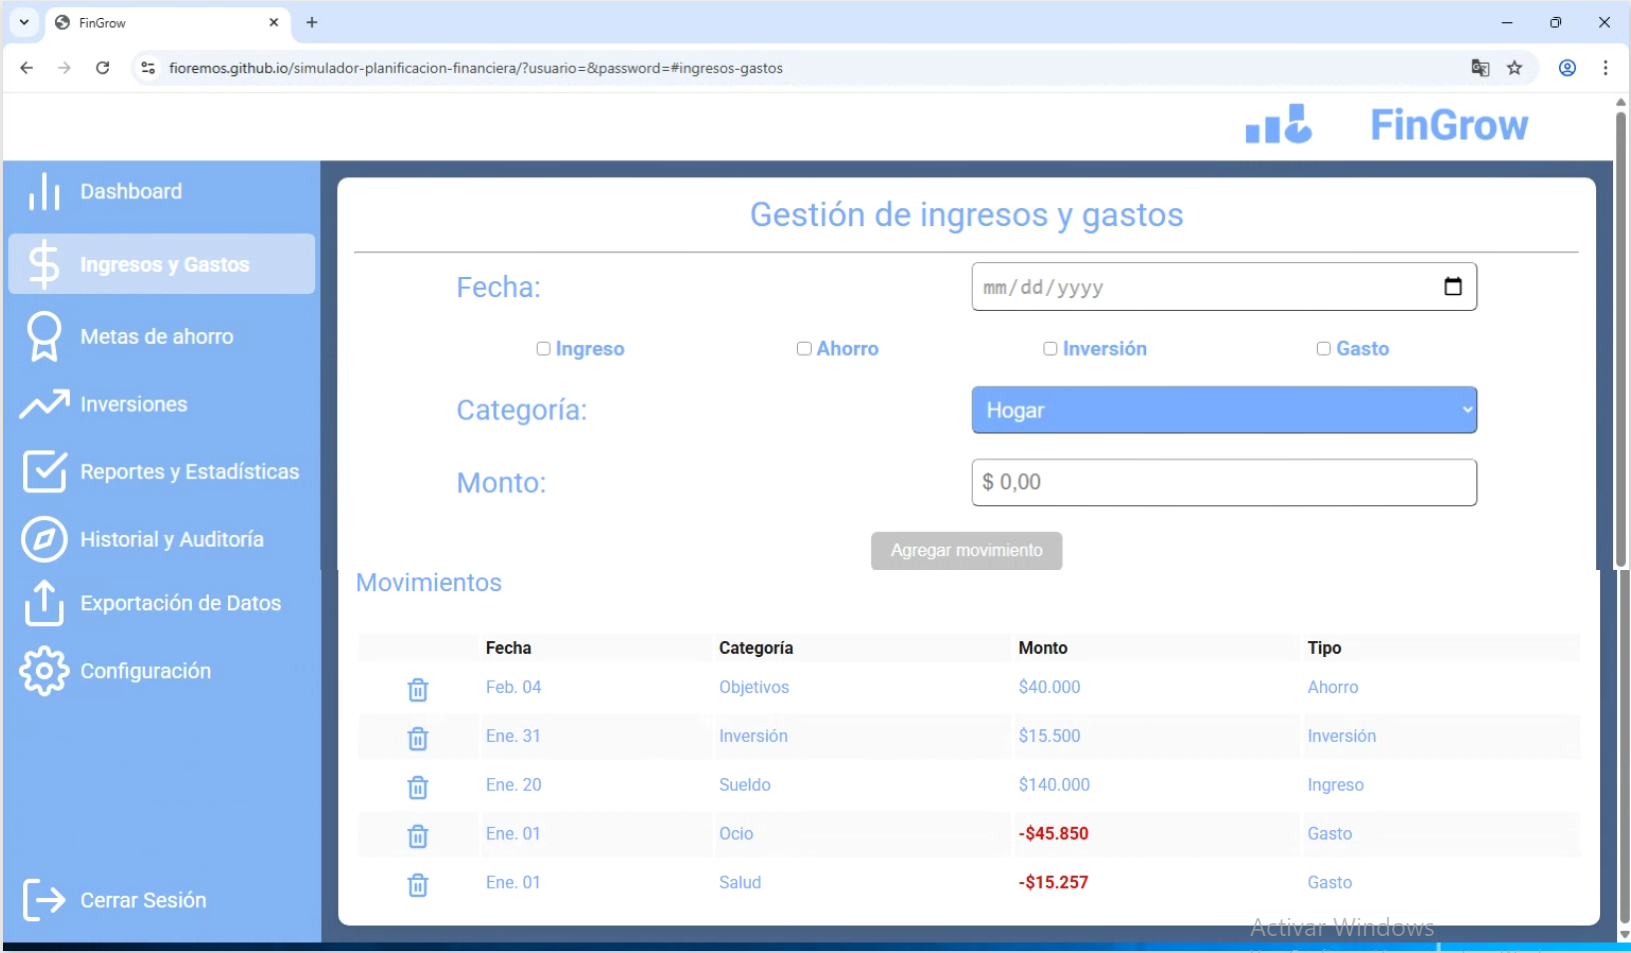 FinGrow
fioremos.github.io/simulador-planificacion-financiera/?usuario=&password=#ingresos-gastos
FinGrow
Dashboard
Ingresos y Gastos
Metas de ahorro
Inversiones
Reportes y Estadísticas
Historial y Auditoría
Exportación de Datos
Configuración
Cerrar Sesión
Gestión de ingresos y gastos
Fecha: mm/dd/yyyy
Ingreso Ahorro Inversión Gasto
Categoría: Hogar
Monto: $ 0,00
Agregar movimiento
Movimientos
Fecha Categoría Monto Tipo
Feb. 04 Objetivos $40.000 Ahorro
Ene. 31 Inversión $15.500 Inversión
Ene. 20 Sueldo $140.000 Ingreso
Ene. 01 Ocio -$45.850 Gasto
Ene. 01 Salud -$15.257 Gasto
Activar Windows